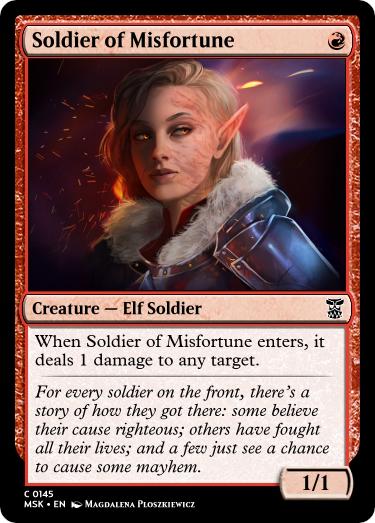 Soldier of Misfortune
Creature — Elf Soldier
When Soldier of Misfortune enters, it
deals 1 damage to any target.
For every soldier on the front, there's a
story of how they got there: some believe
their cause righteous; others have fought
all their lives; and a few just see a chance
to cause some mayhem.
1/1
C 0145
MSK • EN Magdalena Płoszkiewicz